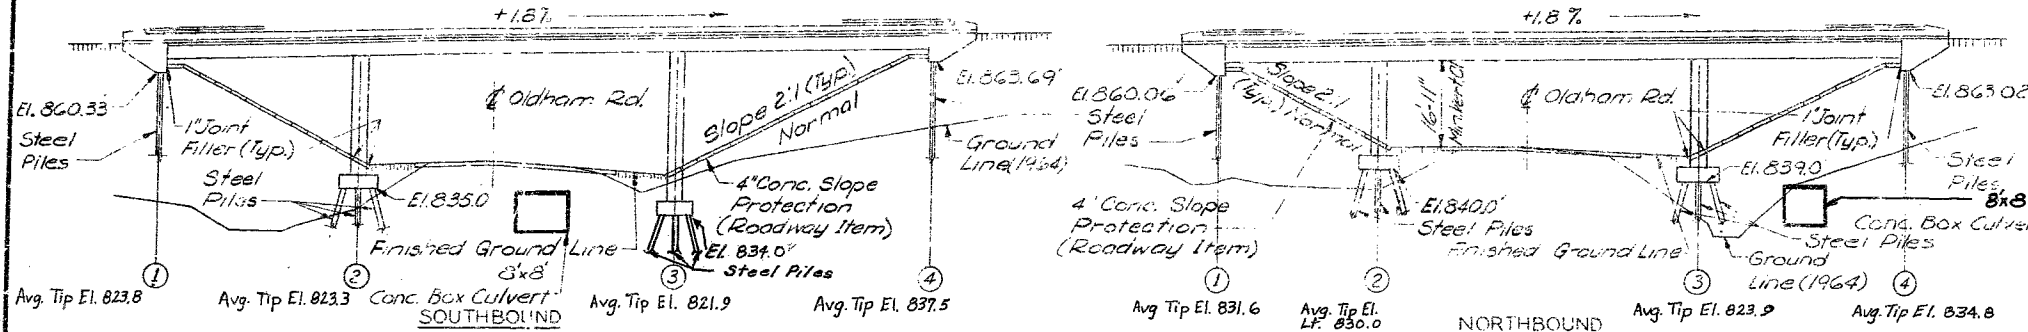 +1.8%
El. 860.33
Steel
Piles
1" Joint
Filler (Typ.)
Steel
Piles
℄ Oldham Rd.
El. 835.0
Slope 2:1 (Typ.)
Normal
El. 863.69'
Ground
Line (1964)
4" Conc. Slope
Protection
(Roadway Item)
El. 834.0'
Steel Piles
Finished Ground Line
8'x8'
Conc. Box Culvert
1
2
3
4
Avg. Tip El. 823.8
Avg. Tip El. 823.3
Avg. Tip El. 821.9
Avg. Tip El. 837.5
SOUTHBOUND
+1.8 %
El. 860.06'
Steel
Piles
Slope 2:1
(Typ.) Normal
16'-11"
Min. Vert. Cl.
℄ Oldham Rd.
1" Joint
Filler (Typ.)
El. 863.02
Steel
Piles
El. 839.0'
8'x8
Conc. Box Culver
4" Conc. Slope
Protection
(Roadway Item)
El. 840.0'
Steel Piles
Finished Ground Line
Steel Piles
Ground
Line (1964)
1
2
3
4
Avg Tip El. 831.6
Avg. Tip El.
Lt. 830.0
Avg. Tip El. 823.9
Avg. Tip El. 834.8
NORTHBOUND